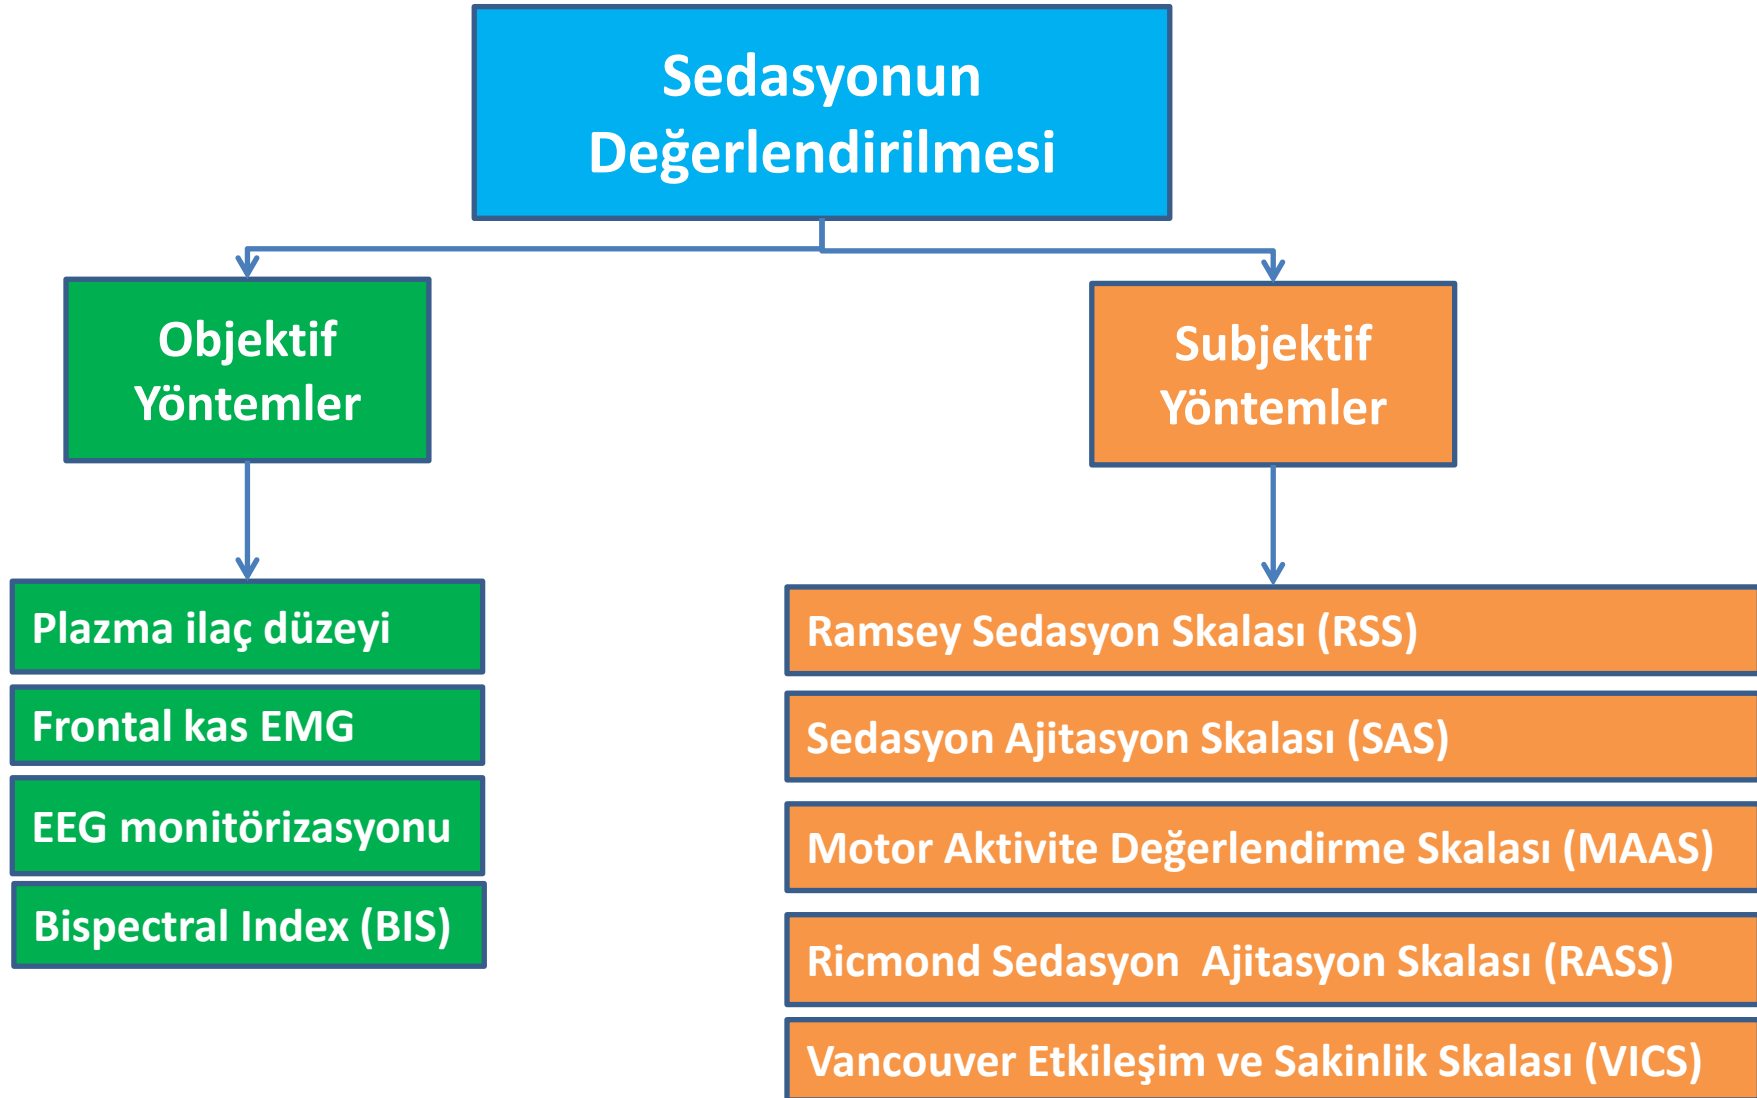 Sedasyonun
Değerlendirilmesi
Objektif
Yöntemler
Subjektif
Yöntemler
Plazma ilaç düzeyi
Frontal kas EMG
EEG monitörizasyonu
Bispectral Index (BIS)
Ramsey Sedasyon Skalası (RSS)
Sedasyon Ajitasyon Skalası (SAS)
Motor Aktivite Değerlendirme Skalası (MAAS)
Ricmond Sedasyon  Ajitasyon Skalası (RASS)
Vancouver Etkileşim ve Sakinlik Skalası (VICS)